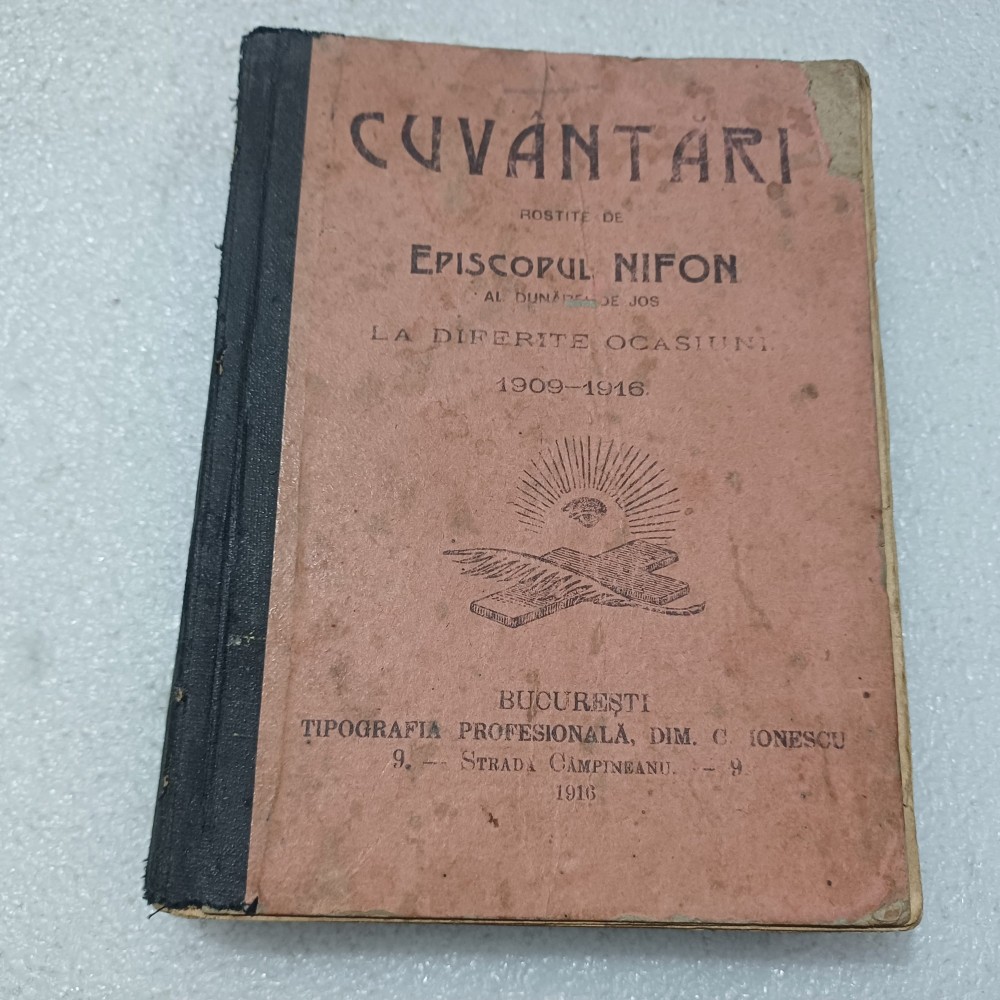 CUVÂNTĂRI
ROSTITE DE
EPISCOPUL NIFON
AL DUNĂREI DE JOS
LA DIFERITE OCASIUNI.
1909—1916.
BUCUREȘTI
TIPOGRAFIA PROFESIONALĂ, DIM. C. IONESCU
9. — STRADA CÂMPINEANU. — 9
1916